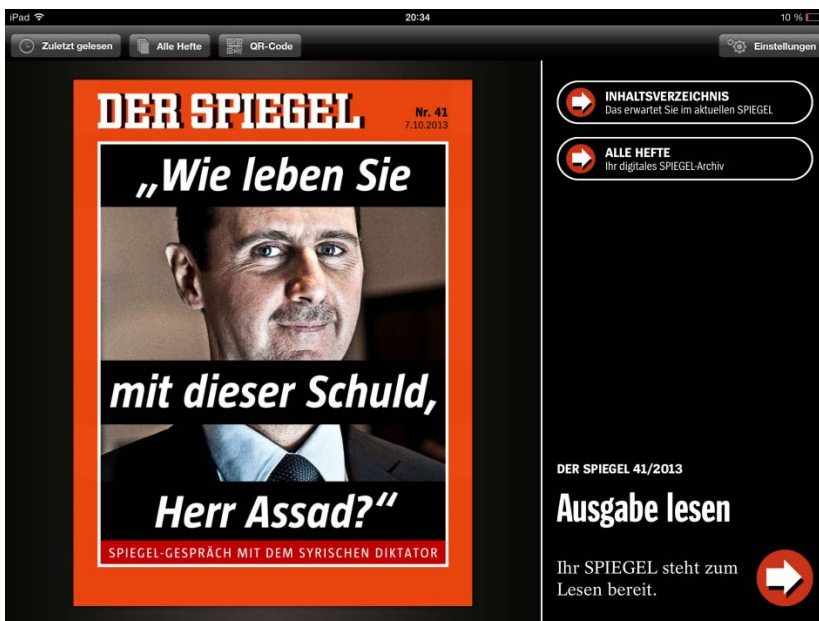 iPad
20:34
10 %
Zuletzt gelesen
Alle Hefte
QR-Code
Einstellungen
DER SPIEGEL
Nr. 41
7.10.2013
„Wie leben Sie
mit dieser Schuld,
Herr Assad?“
SPIEGEL-GESPRÄCH MIT DEM SYRISCHEN DIKTATOR
INHALTSVERZEICHNIS
Das erwartet Sie im aktuellen SPIEGEL
ALLE HEFTE
Ihr digitales SPIEGEL-Archiv
DER SPIEGEL 41/2013
Ausgabe lesen
Ihr SPIEGEL steht zum
Lesen bereit.